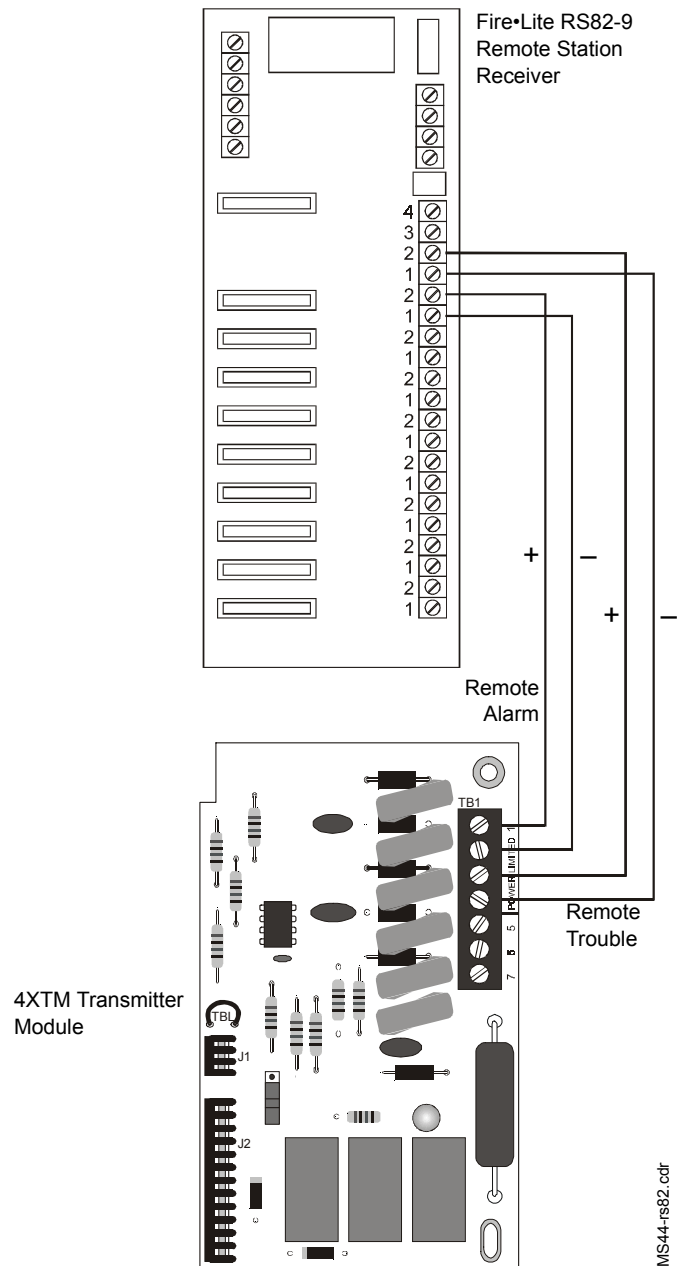 Fire•Lite RS82-9
Remote Station
Receiver
4
3
2
1
2
1
2
1
2
1
2
1
2
1
2
1
2
1
2
1
+
–
+
–
Remote
Alarm
TB1
1
POWER LIMITED
5
6
7
Remote
Trouble
4XTM Transmitter
Module
TBL
J1
J2
MS44-rs82.cdr